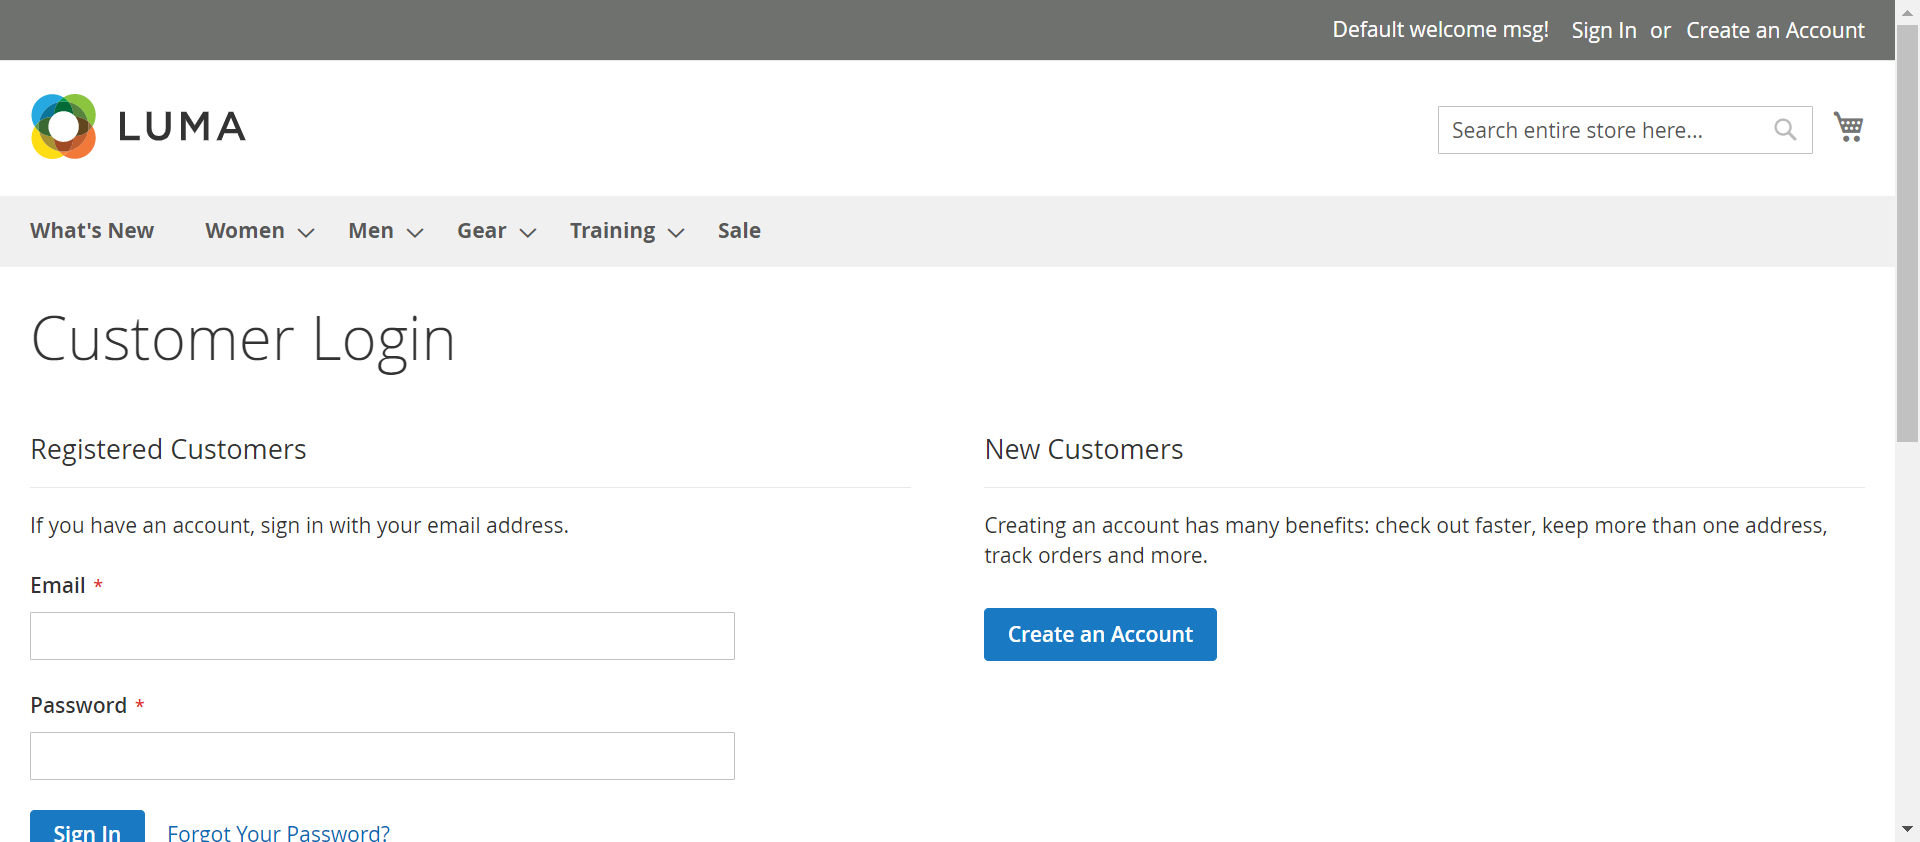 Default welcome msg! Sign In or Create an Account
LUMA
Search entire store here...
What's New Women Men Gear Training Sale
Customer Login
Registered Customers
If you have an account, sign in with your email address.
Email *
Password *
Sign In Forgot Your Password?
New Customers
Creating an account has many benefits: check out faster, keep more than one address,
track orders and more.
Create an Account